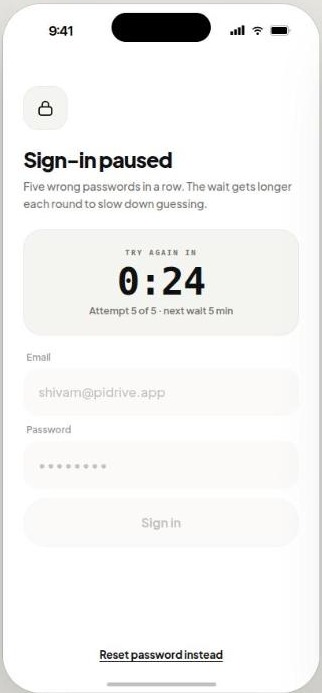 9:41
Sign-in paused
Five wrong passwords in a row. The wait gets longer
each round to slow down guessing.
TRY AGAIN IN
0:24
Attempt 5 of 5 · next wait 5 min
Email
shivam@pidrive.app
Password
Sign in
Reset password instead